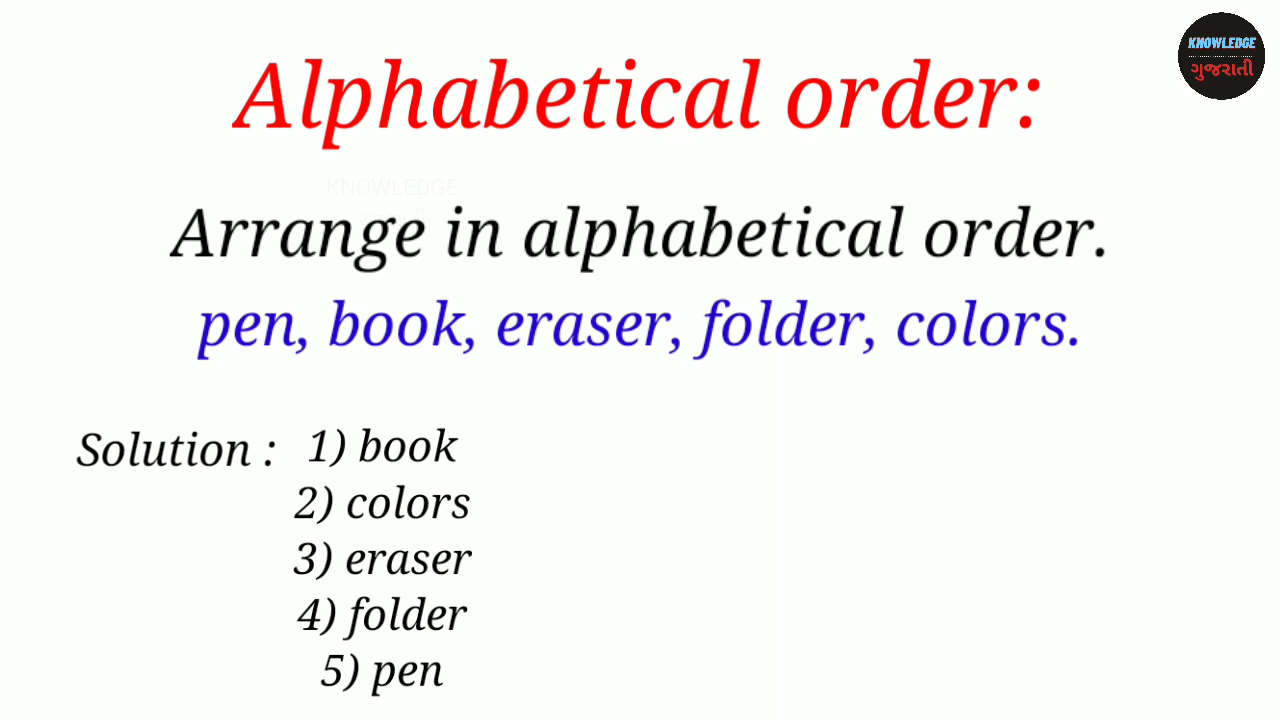 KNOWLEDGE
ગુજરાતી
Alphabetical order:
KNOWLEDGE
Arrange in alphabetical order.
pen, book, eraser, folder, colors.
Solution : 1) book
2) colors
3) eraser
4) folder
5) pen